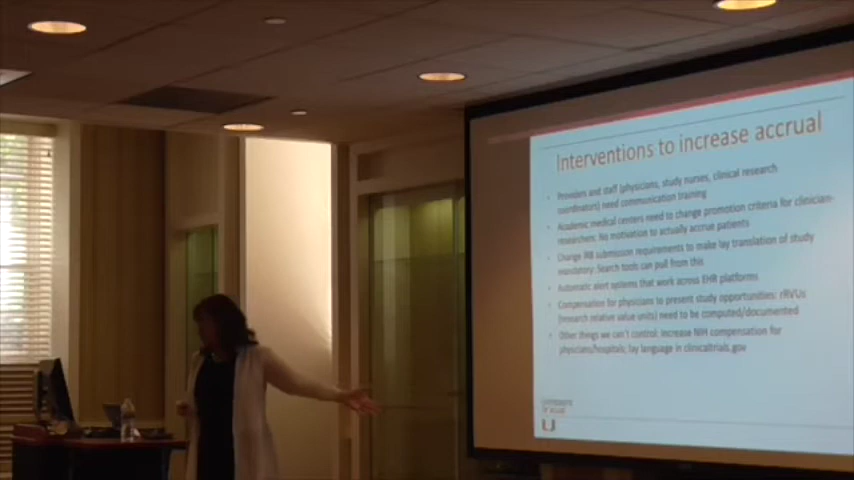 Interventions to increase accrual
• Providers and staff (physicians, study nurses, clinical research
coordinators) need communication training
• Academic medical centers need to change promotion criteria for clinician-
researchers: No motivation to actually accrue patients
• Change IRB submission requirements to make lay translation of study
mandatory: Search tools can pull from this
• Automatic alert systems that work across EHR platforms
• Compensation for physicians to present study opportunities: rRVUs
(research relative value units) need to be computed/documented
• Other things we can't control: increase NIH compensation for
physicians/hospitals; lay language in clinicaltrials.gov
UNIVERSITY
OF MIAMI
U